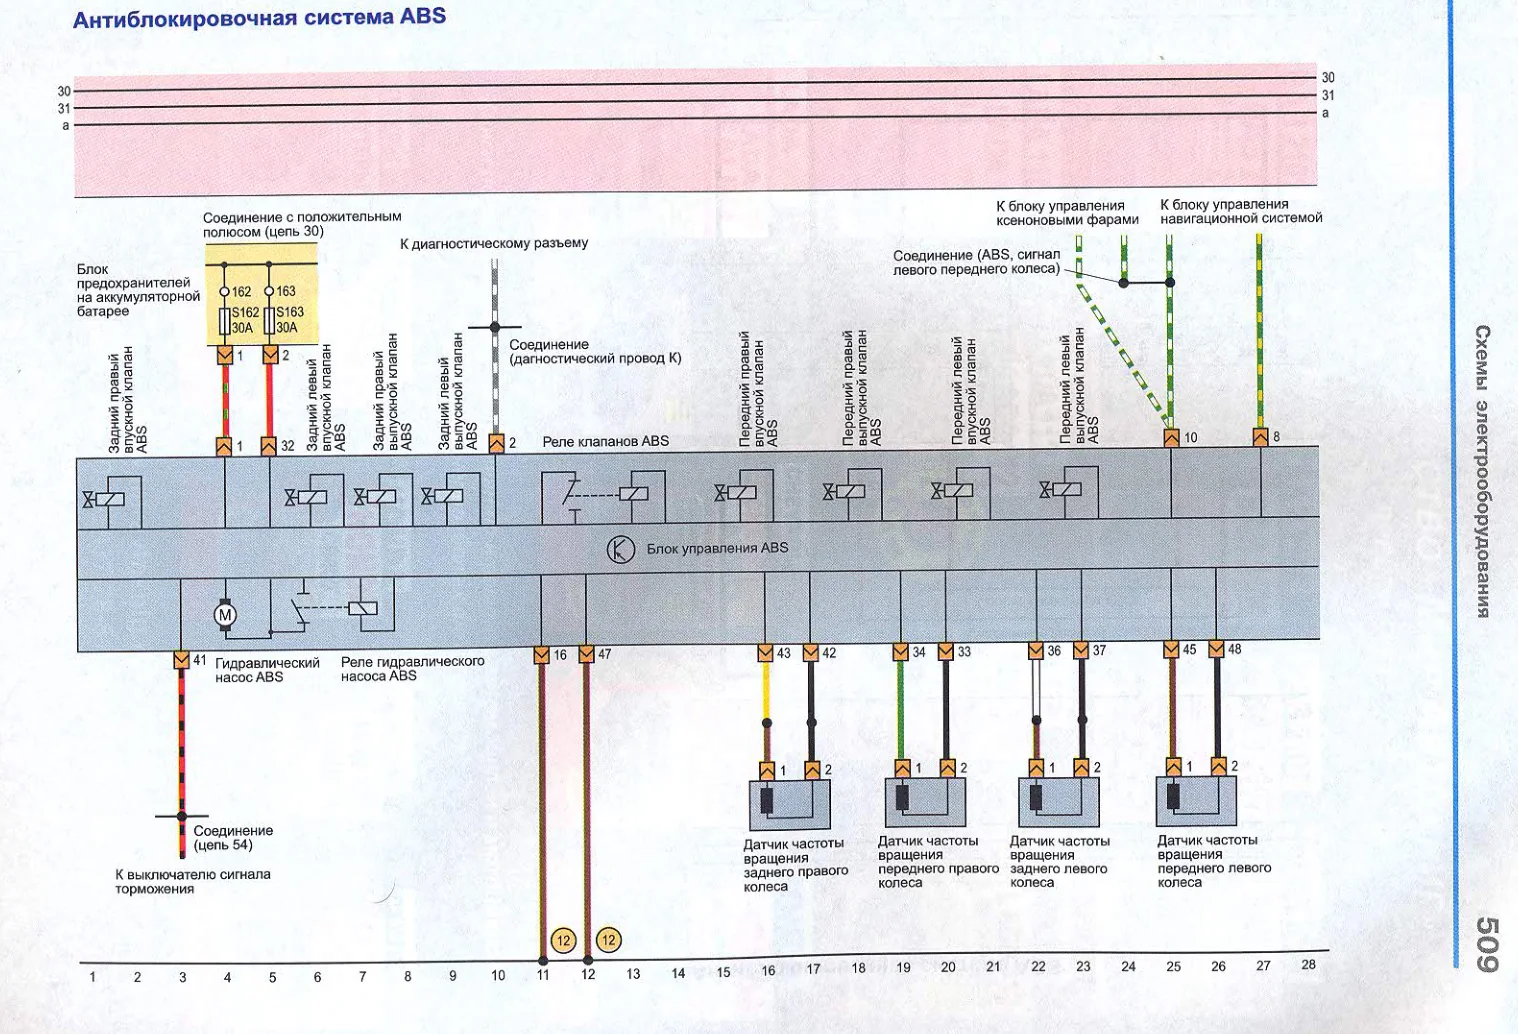 Антиблокировочная система ABS
30
31
a
30
31
a
Соединение с положительным
полюсом (цепь 30)
Блок
предохранителей
на аккумуляторной
батарее
162
163
S162
30A
S163
30A
1
2
1
32
К диагностическому разъему
Соединение
(дагностический провод К)
2
Реле клапанов ABS
К блоку управления
ксеноновыми фарами
К блоку управления
навигационной системой
Соединение (ABS, сигнал
левого переднего колеса)
10
8
Задний правый
впускной клапан
ABS
Задний левый
впускной клапан
ABS
Задний правый
выпускной клапан
ABS
Задний левый
выпускной клапан
ABS
Передний правый
впускной клапан
ABS
Передний правый
выпускной клапан
ABS
Передний левый
впускной клапан
ABS
Передний левый
выпускной клапан
ABS
Блок управления ABS
M
41
Гидравлический
насос ABS
Реле гидравлического
насоса ABS
16
47
43
42
34
33
36
37
45
48
1
2
1
2
1
2
1
2
Соединение
(цепь 54)
К выключателю сигнала
торможения
Датчик частоты
вращения
заднего правого
колеса
Датчик частоты
вращения
переднего правого
колеса
Датчик частоты
вращения
заднего левого
колеса
Датчик частоты
вращения
переднего левого
колеса
12
12
1 2 3 4 5 6 7 8 9 10 11 12 13 14 15 16 17 18 19 20 21 22 23 24 25 26 27 28
Схемы электрооборудования
509